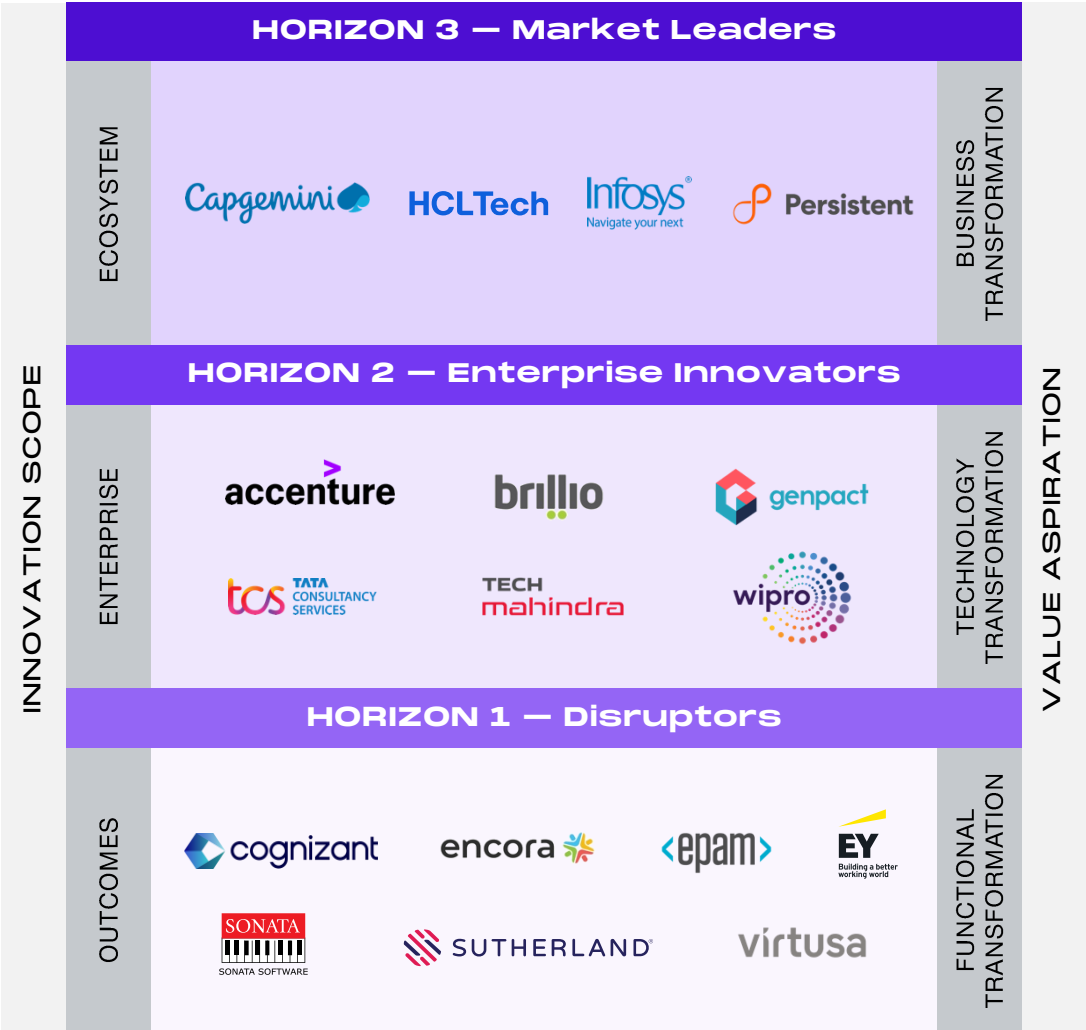 HORIZON 3 — Market Leaders
INNOVATION SCOPE
VALUE ASPIRATION
ECOSYSTEM
Capgemini
HCLTech
Infosys®
Navigate your next
Persistent
BUSINESS
TRANSFORMATION
HORIZON 2 — Enterprise Innovators
ENTERPRISE
accenture
brillio
genpact
tcs
TATA
CONSULTANCY
SERVICES
TECH
mahindra
wipro
TECHNOLOGY
TRANSFORMATION
HORIZON 1 — Disruptors
OUTCOMES
cognizant
encora
<epam>
EY
Building a better
working world
SONATA
SONATA SOFTWARE
SUTHERLAND®
virtusa
FUNCTIONAL
TRANSFORMATION